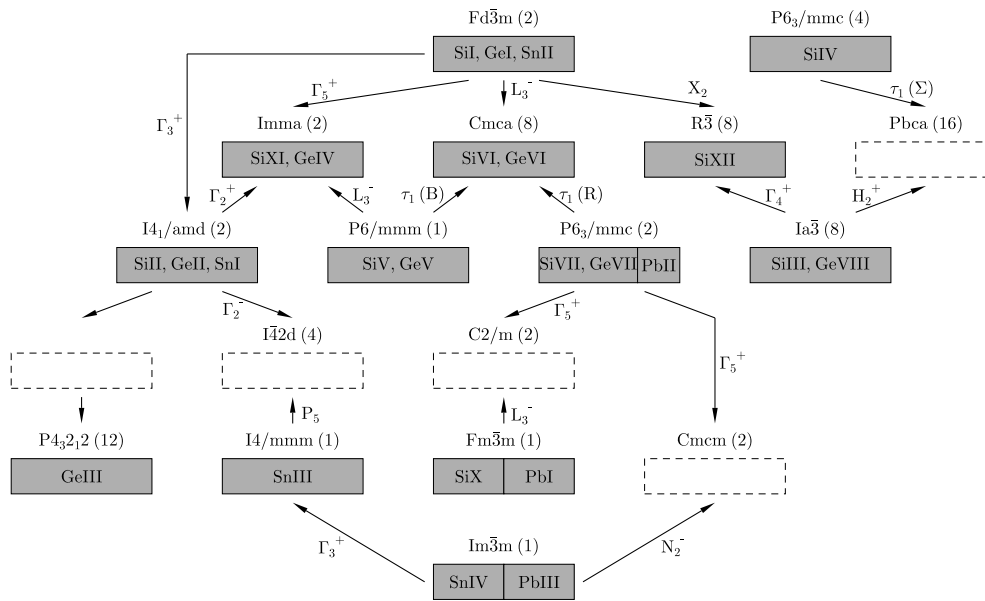 Fd3̅m (2)
P6₃/mmc (4)
SiI, GeI, SnII
SiIV
Γ₅⁺
L₃⁻
X₂
τ₁ (Σ)
Γ₃⁺
Imma (2)
Cmca (8)
R3̅ (8)
Pbca (16)
SiXI, GeIV
SiVI, GeVI
SiXII
Γ₂⁺
L₃⁻
τ₁ (B)
τ₁ (R)
Γ₄⁺
H₂⁺
I4₁/amd (2)
P6/mmm (1)
P6₃/mmc (2)
Ia3̅ (8)
SiII, GeII, SnI
SiV, GeV
SiVII, GeVII
PbII
SiIII, GeVIII
Γ₂⁻
Γ₅⁺
I4̅2d (4)
C2/m (2)
Γ₅⁺
P₅
L₃⁻
P4₃2₁2 (12)
I4/mmm (1)
Fm3̅m (1)
Cmcm (2)
GeIII
SnIII
SiX
PbI
Γ₃⁺
Im3̅m (1)
N₂⁻
SnIV
PbIII